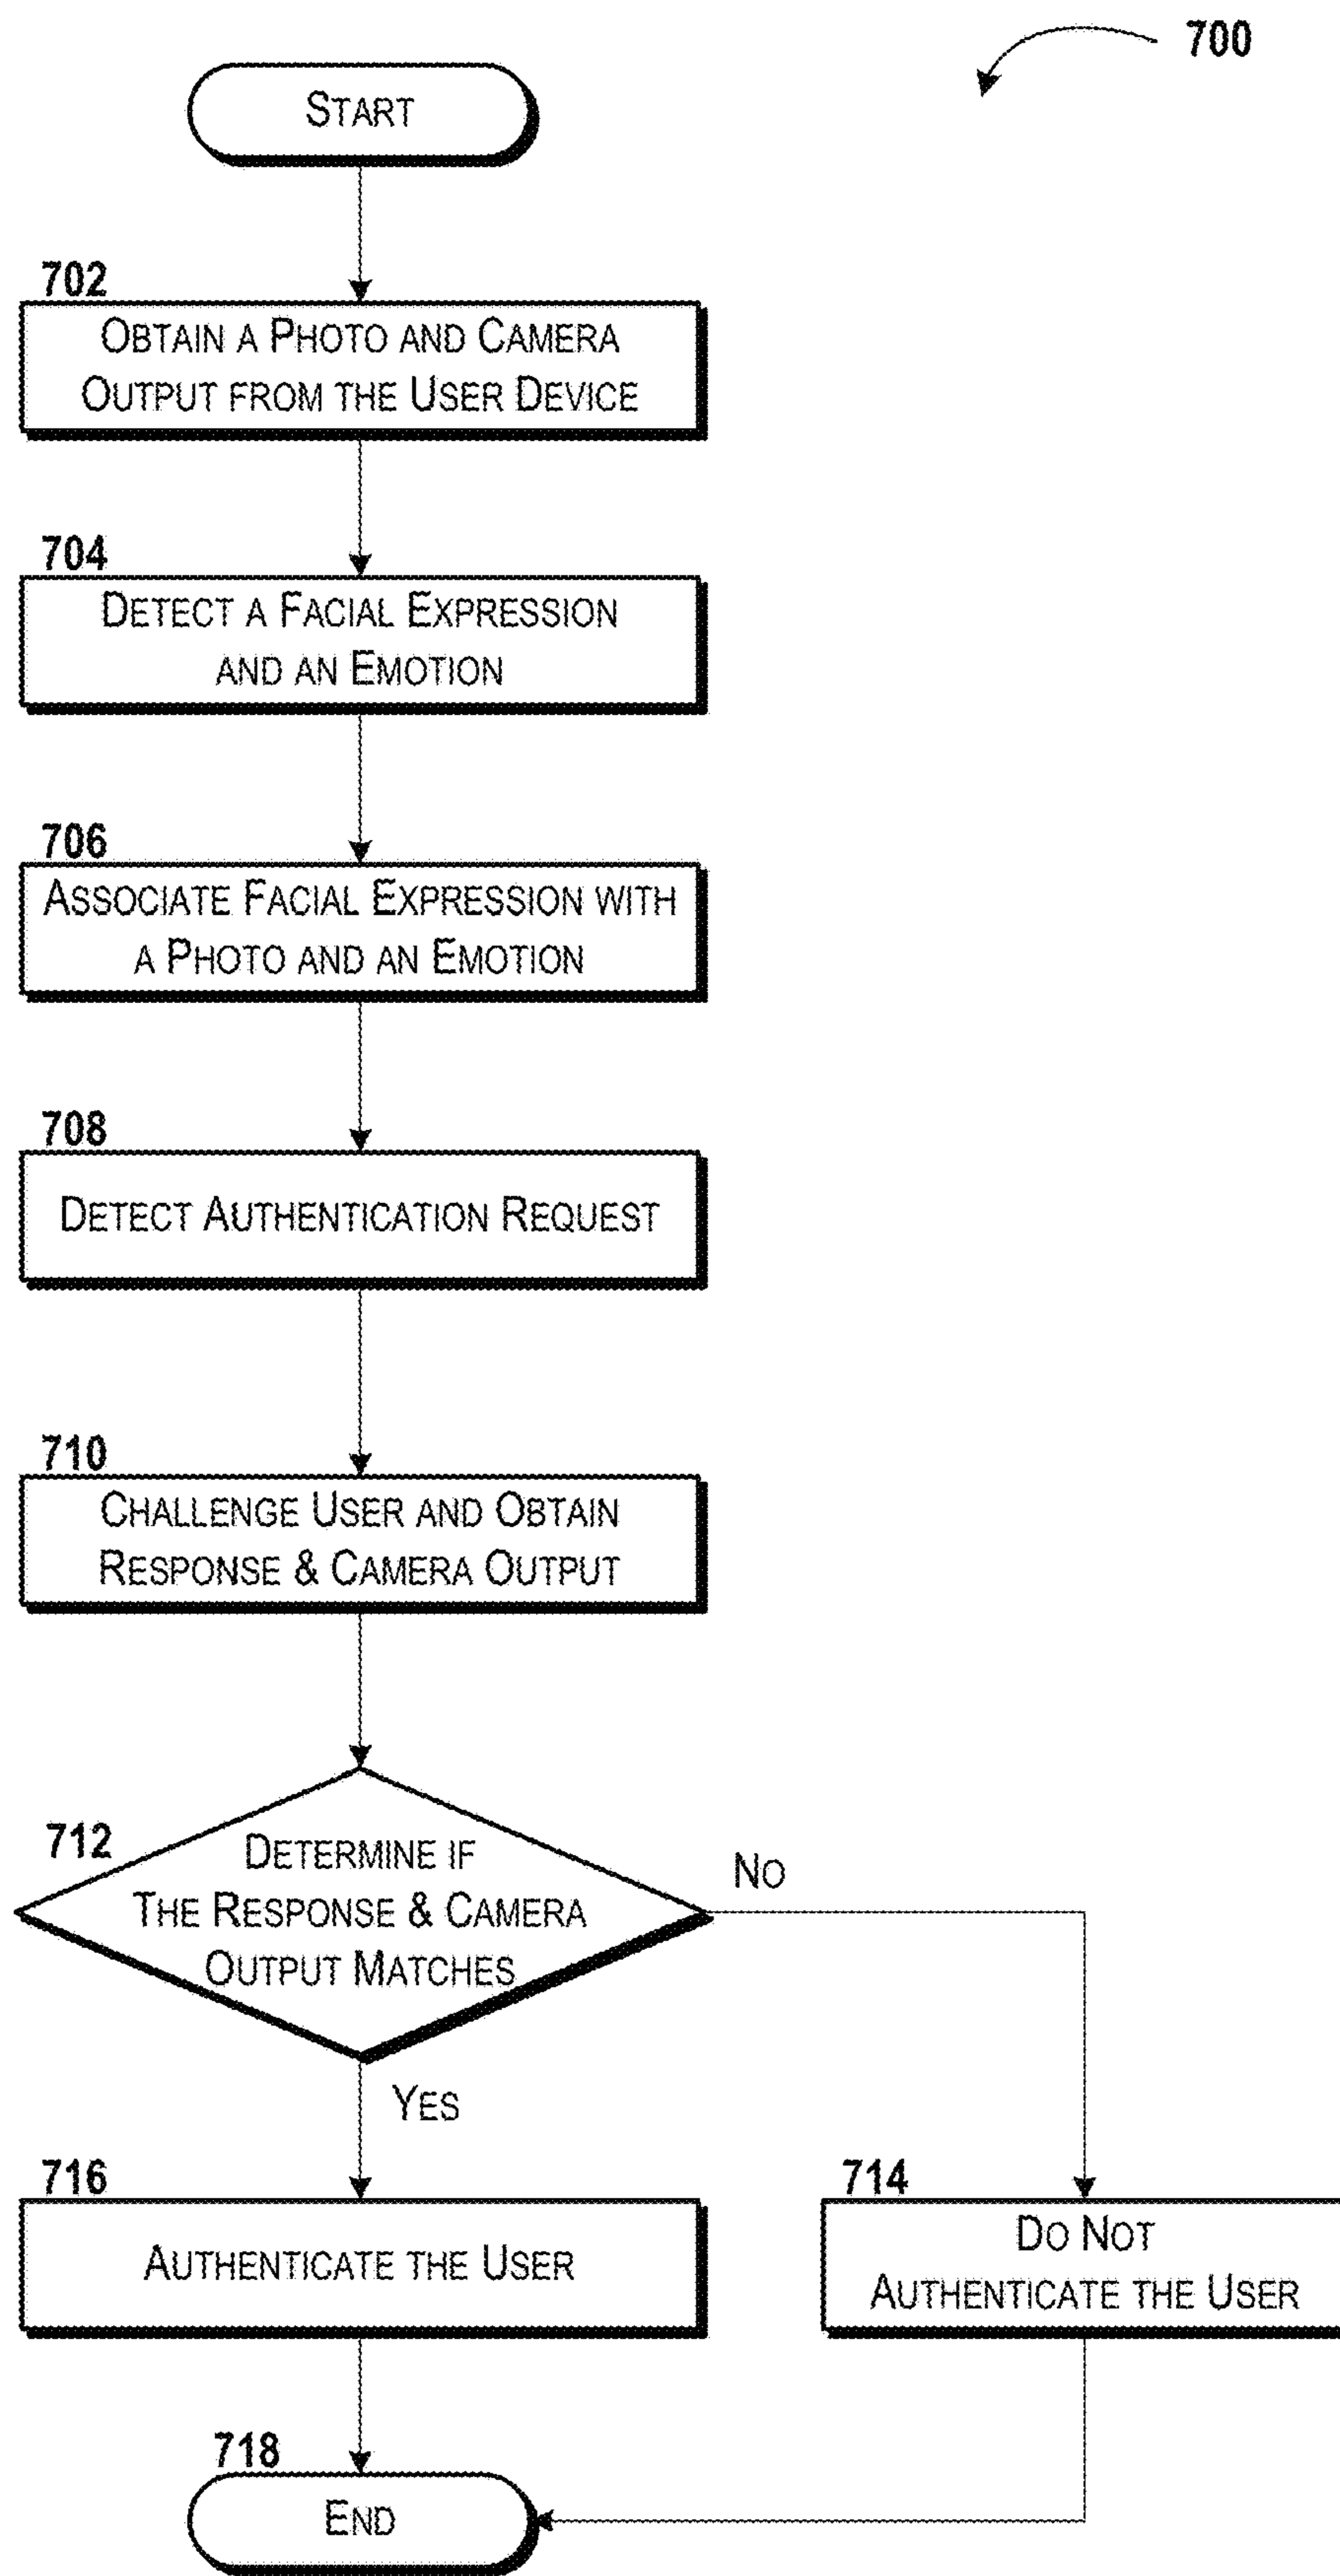 700
START
702
OBTAIN A PHOTO AND CAMERA
OUTPUT FROM THE USER DEVICE
704
DETECT A FACIAL EXPRESSION
AND AN EMOTION
706
ASSOCIATE FACIAL EXPRESSION WITH
A PHOTO AND AN EMOTION
708
DETECT AUTHENTICATION REQUEST
710
CHALLENGE USER AND OBTAIN
RESPONSE & CAMERA OUTPUT
712
DETERMINE IF
THE RESPONSE & CAMERA
OUTPUT MATCHES
NO
YES
716
AUTHENTICATE THE USER
714
DO NOT
AUTHENTICATE THE USER
718
END